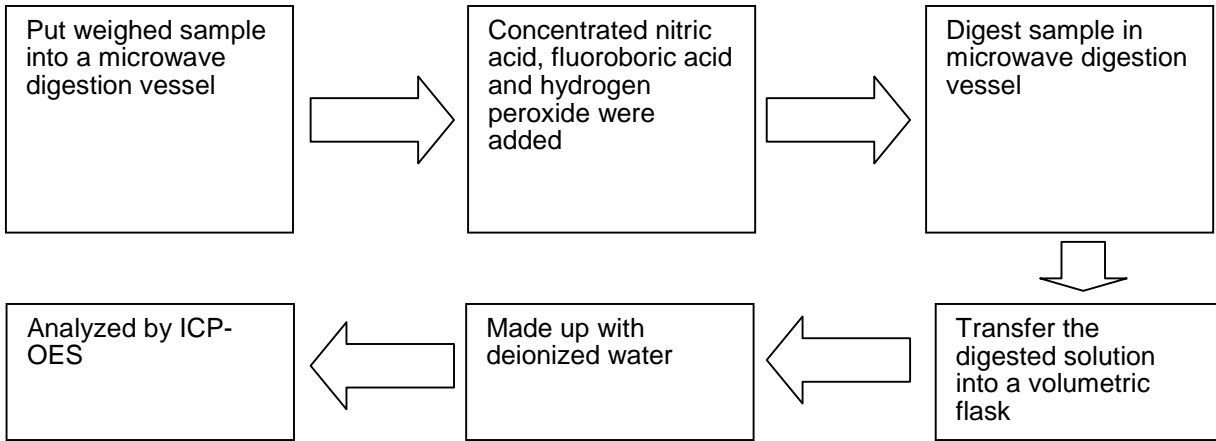 Put weighed sample
into a microwave
digestion vessel
Concentrated nitric
acid, fluoroboric acid
and hydrogen
peroxide were
added
Digest sample in
microwave digestion
vessel
Transfer the
digested solution
into a volumetric
flask
Made up with
deionized water
Analyzed by ICP-
OES